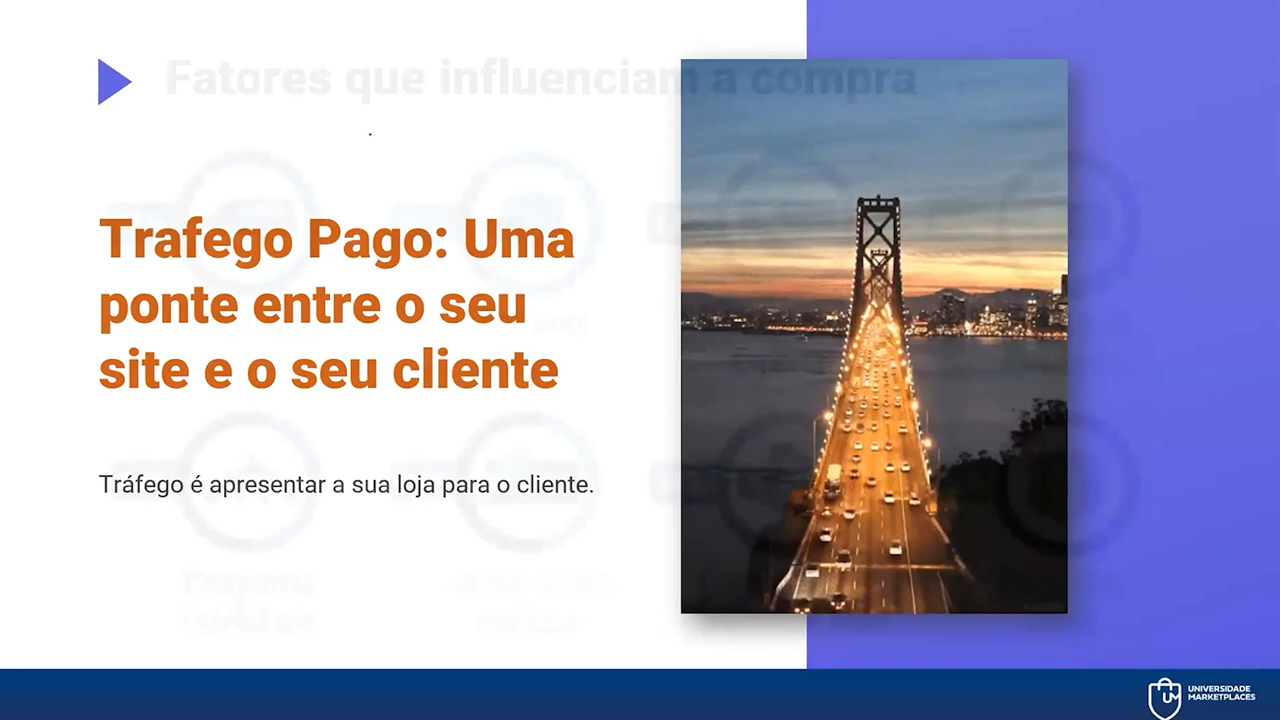 Fatores que influenciam a compra
Trafego Pago: Uma
ponte entre o seu
site e o seu cliente
Tráfego é apresentar a sua loja para o cliente.
UM
UNIVERSIDADE
MARKETPLACES